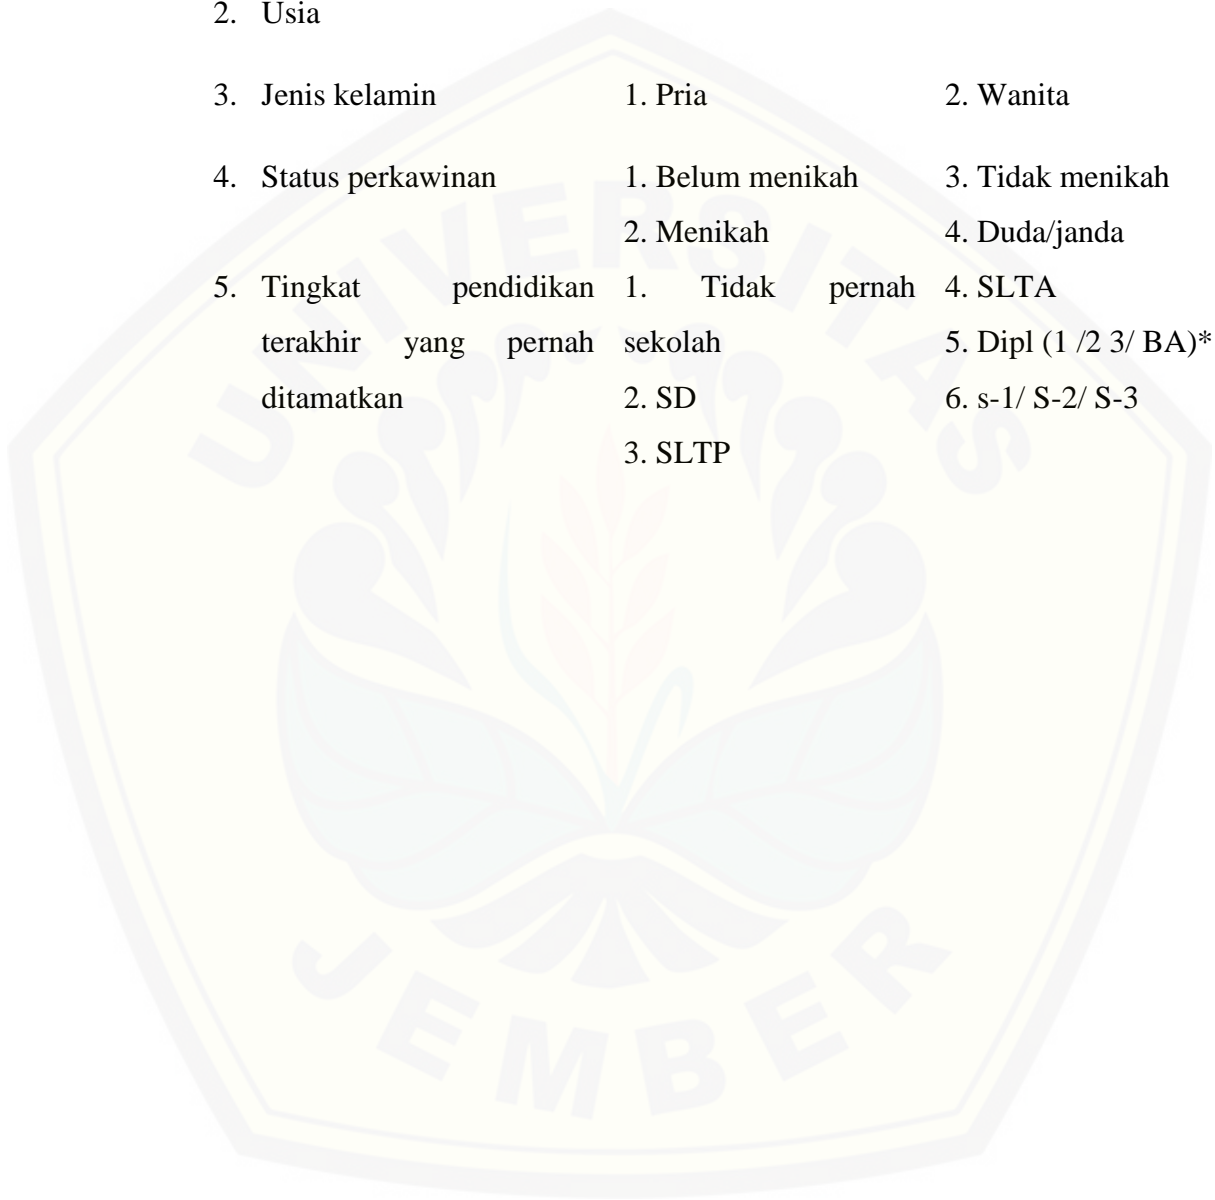 2. Usia
3. Jenis kelamin 1. Pria 2. Wanita
4. Status perkawinan 1. Belum menikah 3. Tidak menikah
2. Menikah 4. Duda/janda
5. Tingkat pendidikan 1. Tidak pernah 4. SLTA
terakhir yang pernah sekolah 5. Dipl (1 /2 3/ BA)*
ditamatkan 2. SD 6. s-1/ S-2/ S-3
3. SLTP
UNIVERSITAS
JEMBER